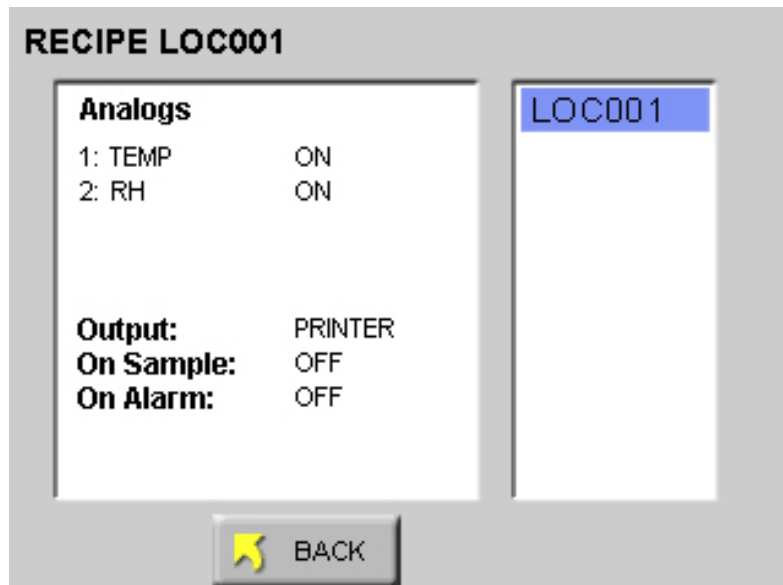 RECIPE LOC001
Analogs
1: TEMP ON
2: RH ON
Output: PRINTER
On Sample: OFF
On Alarm: OFF
LOC001
BACK